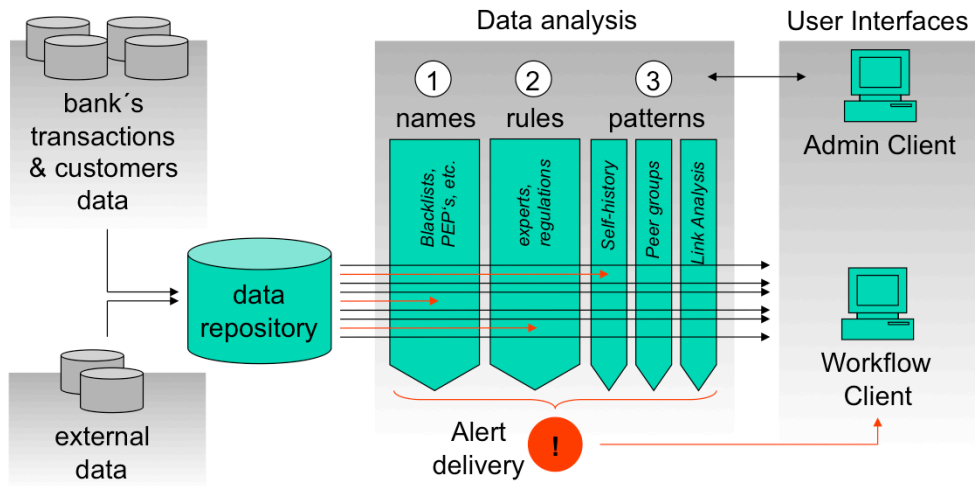 Data analysis
User Interfaces
bank´s
transactions
& customers
data
1
2
3
names
rules
patterns
Admin Client
Blacklists,
PEP‘s, etc.
experts,
regulations
Self-history
Peer groups
Link Analysis
data
repository
Workflow
Client
external
data
Alert
delivery
!